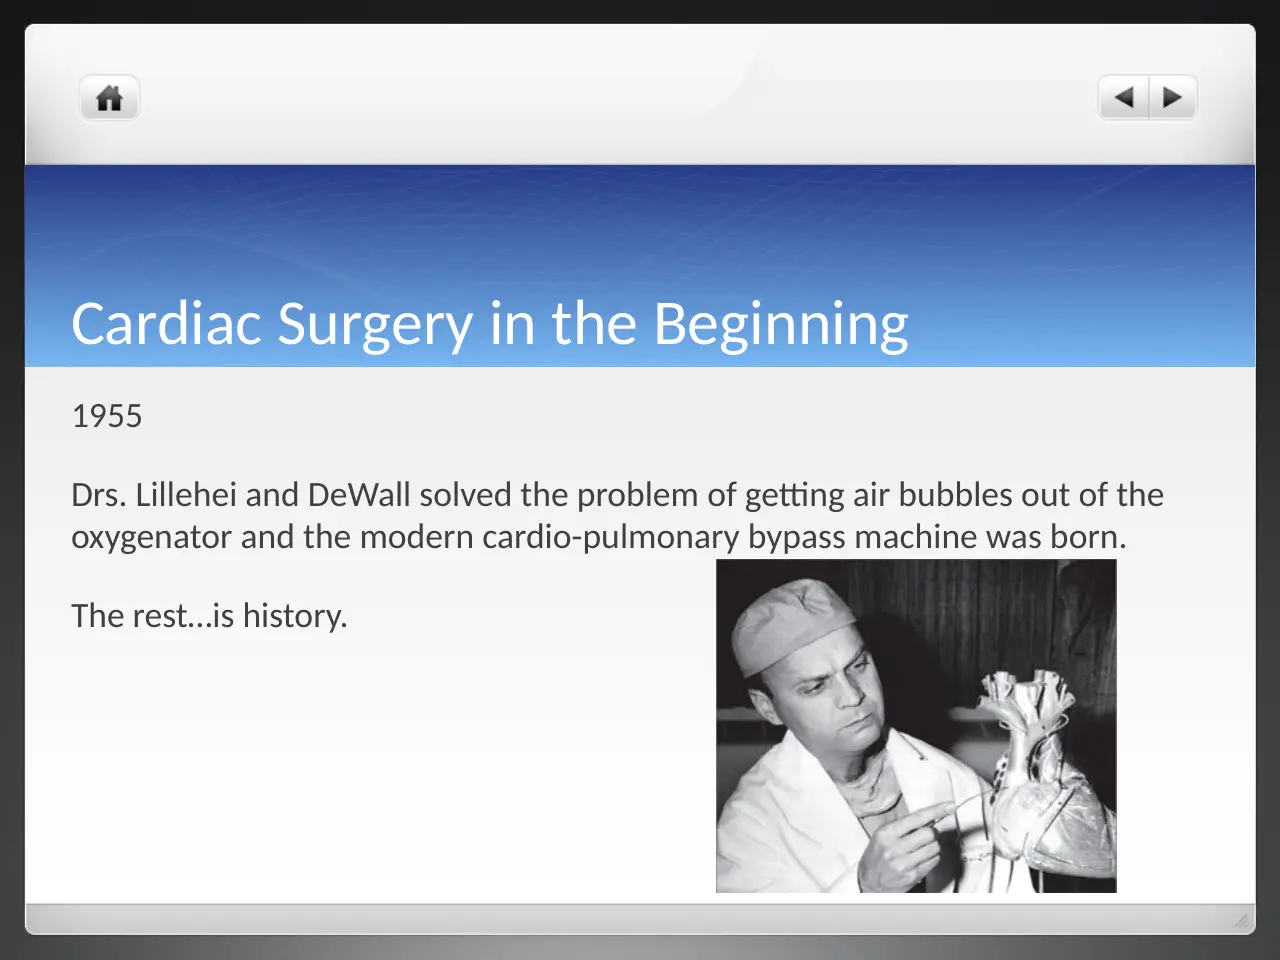 Cardiac Surgery in the Beginning
1955
Drs. Lillehei and DeWall solved the problem of getting air bubbles out of the
oxygenator and the modern cardio-pulmonary bypass machine was born.
The rest…is history.